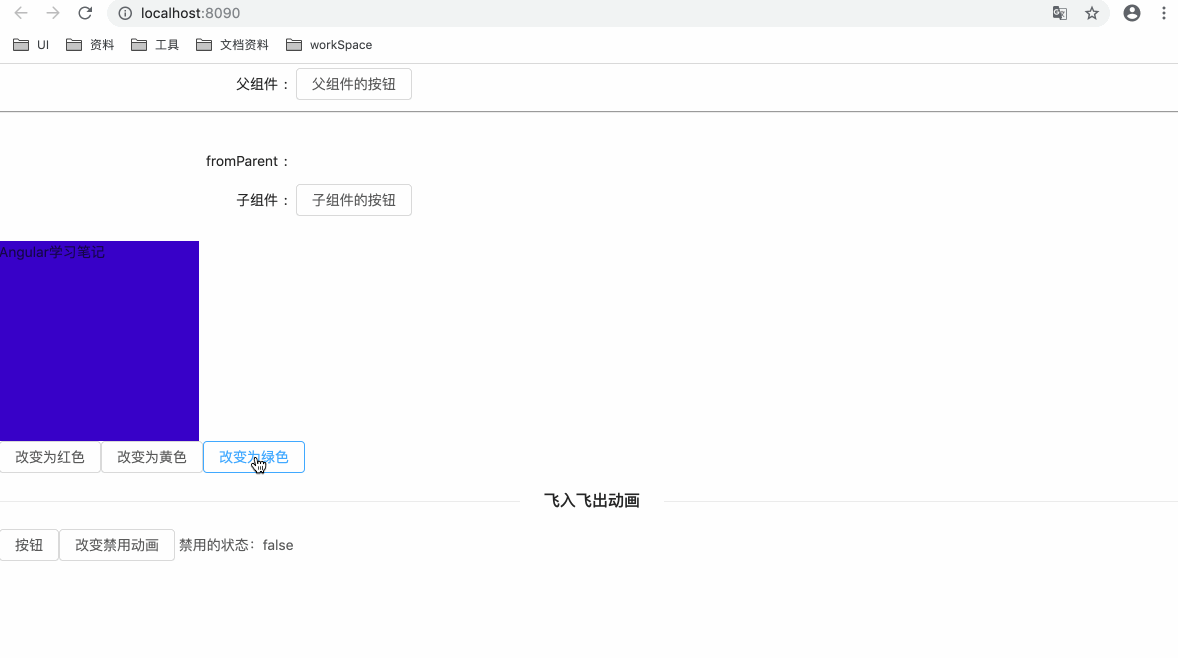 localhost:8090
UI 资料 工具 文档资料 workSpace
父组件： 父组件的按钮
fromParent：
子组件： 子组件的按钮
Angular学习笔记
改变为红色 改变为黄色 改变为绿色
飞入飞出动画
按钮 改变禁用动画 禁用的状态：false